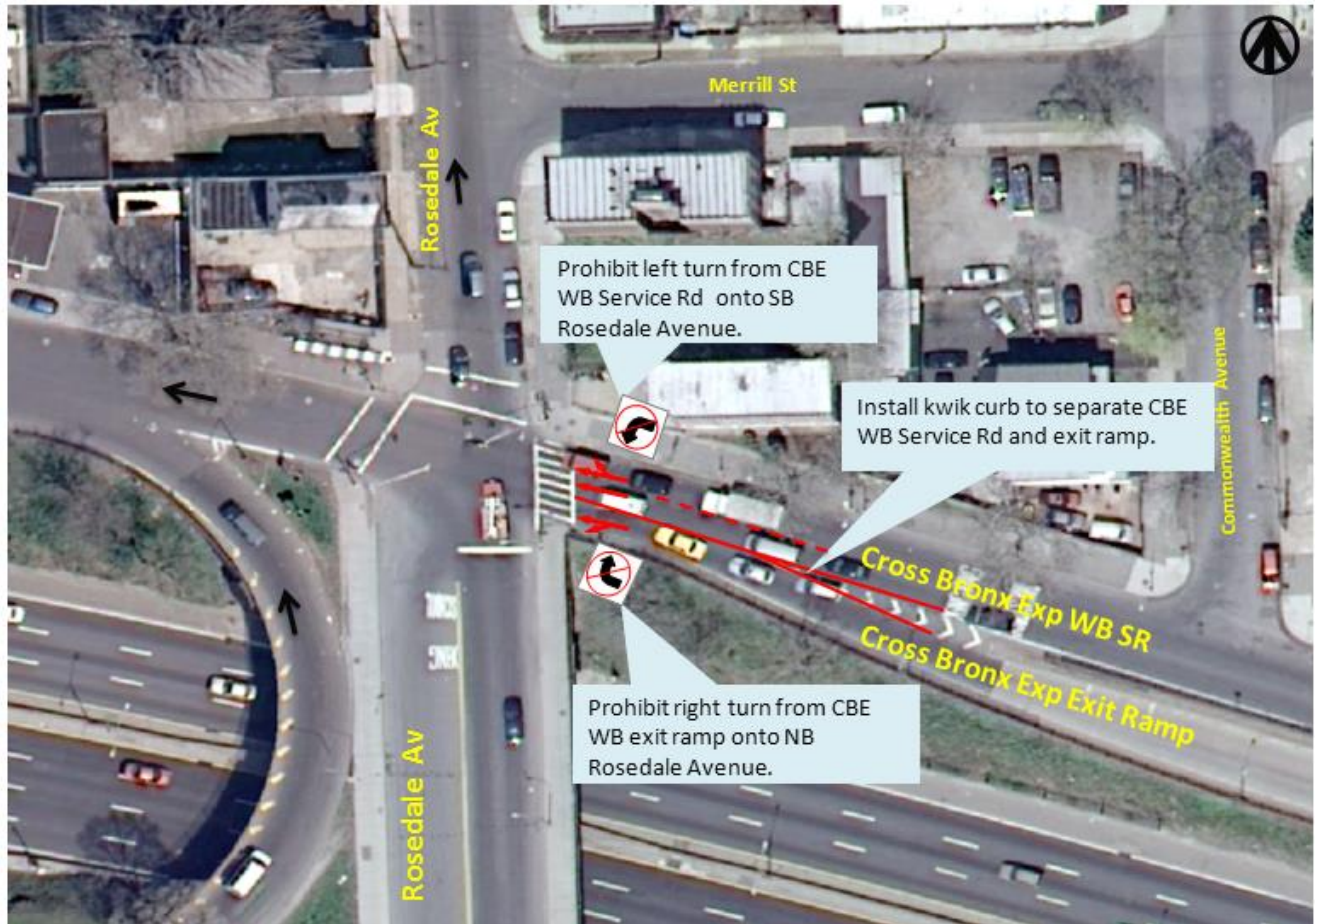 Merrill St
Rosedale Av
Prohibit left turn from CBE
WB Service Rd onto SB
Rosedale Avenue.
Install kwik curb to separate CBE
WB Service Rd and exit ramp.
Commonwealth Avenue
Cross Bronx Exp WB SR
Cross Bronx Exp Exit Ramp
Prohibit right turn from CBE
WB exit ramp onto NB
Rosedale Avenue.
Rosedale Av